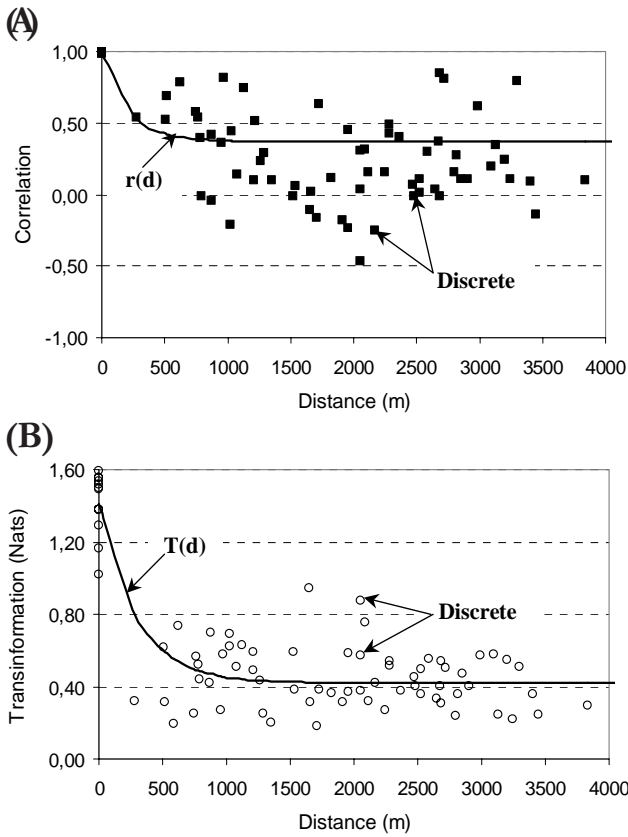 (A)
1,00
0,50
0,00
-0,50
-1,00
Correlation
r(d)
Discrete
0 500 1000 1500 2000 2500 3000 3500 4000
Distance (m)
(B)
1,60
1,20
0,80
0,40
0,00
Transinformation (Nats)
T(d)
Discrete
0 500 1000 1500 2000 2500 3000 3500 4000
Distance (m)